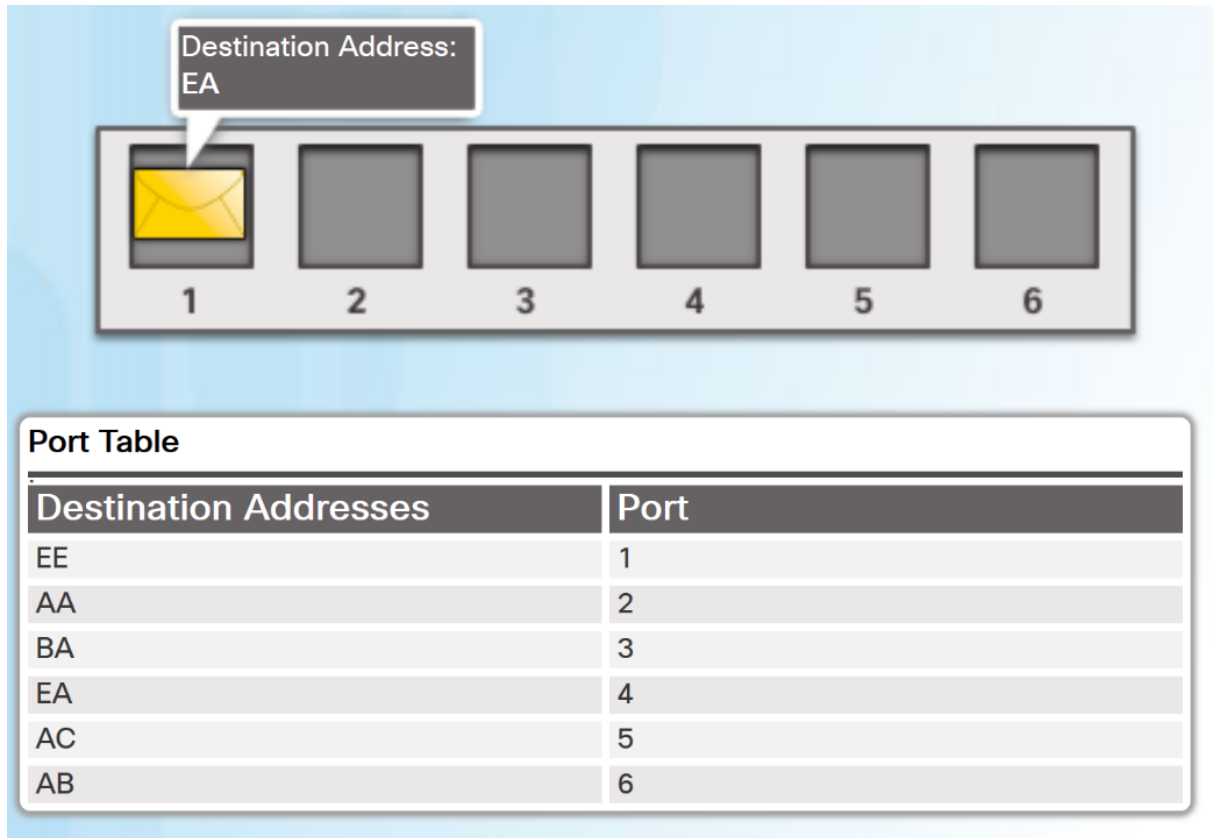 Destination Address:
EA
1 2 3 4 5 6
Port Table
Destination Addresses Port
EE 1
AA 2
BA 3
EA 4
AC 5
AB 6